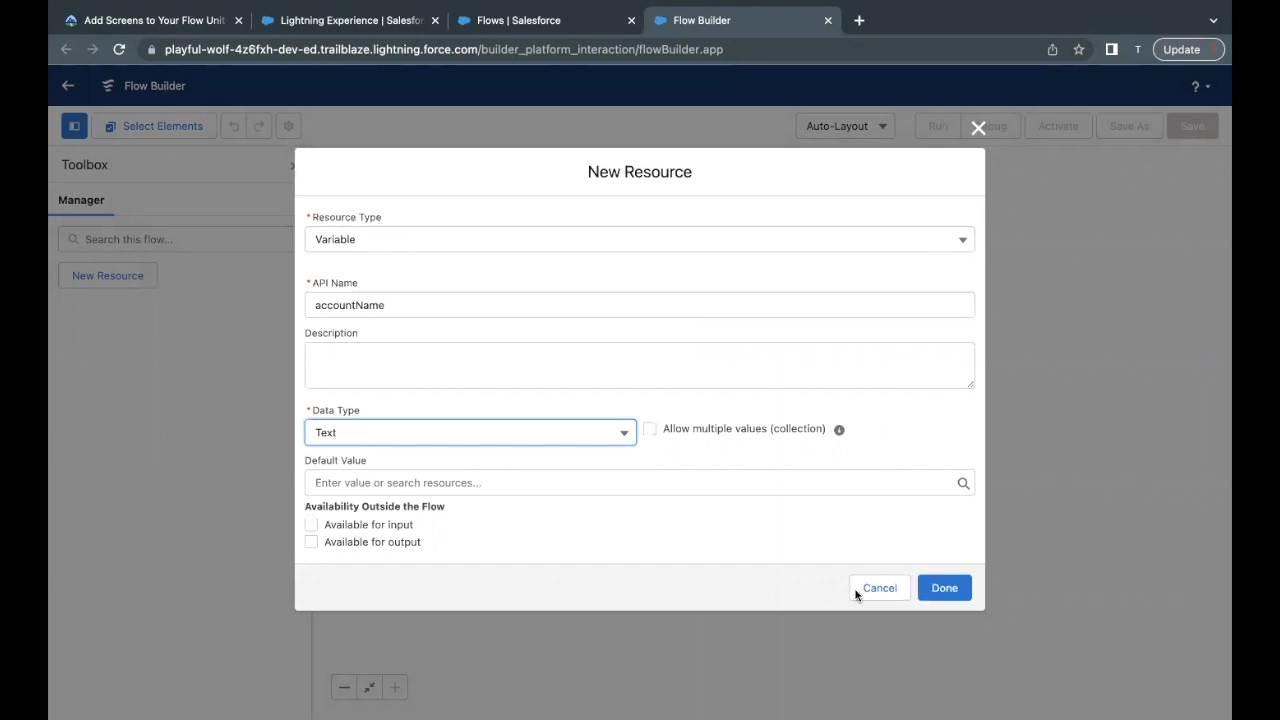 Add Screens to Your Flow Unit
Lightning Experience | Salesfor
Flows | Salesforce
Flow Builder
playful-wolf-4z6fxh-dev-ed.trailblaze.lightning.force.com/builder_platform_interaction/flowBuilder.app
T
Update
Flow Builder
?
Select Elements
Auto-Layout
Run
Activate
Save As
Save
Toolbox
Manager
Search this flow...
New Resource
New Resource
* Resource Type
Variable
* API Name
accountName
Description
* Data Type
Text
Allow multiple values (collection)
Default Value
Enter value or search resources...
Availability Outside the Flow
Available for input
Available for output
Cancel
Done